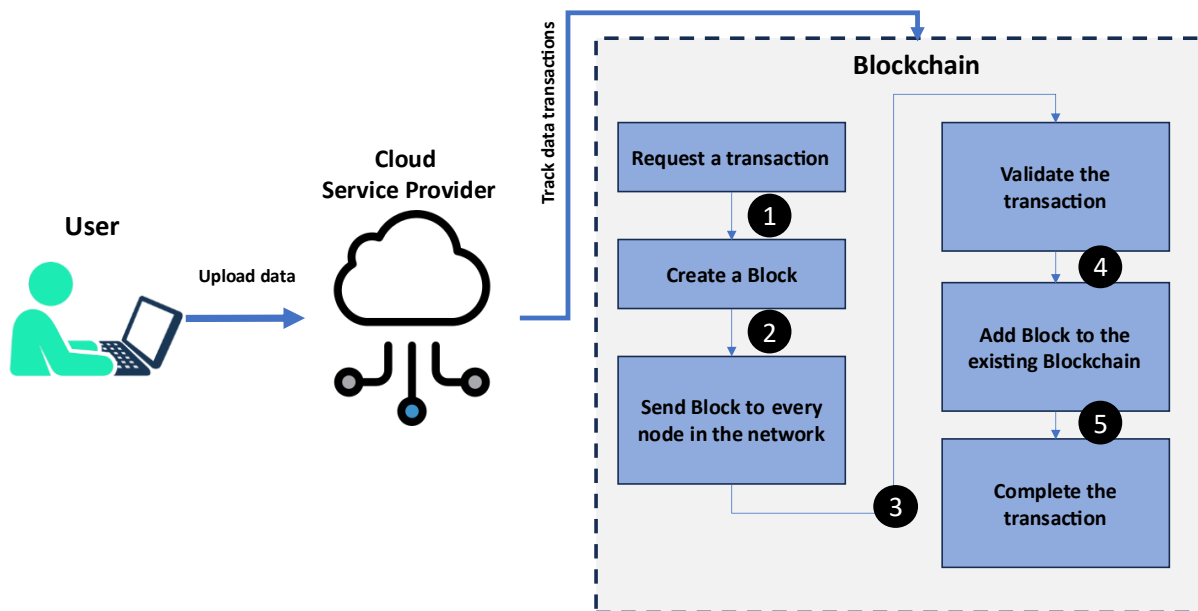 User
Upload data
Cloud
Service Provider
Track data transactions
Blockchain
Request a transaction
1
Create a Block
2
Send Block to every
node in the network
3
Validate the
transaction
4
Add Block to the
existing Blockchain
5
Complete the
transaction